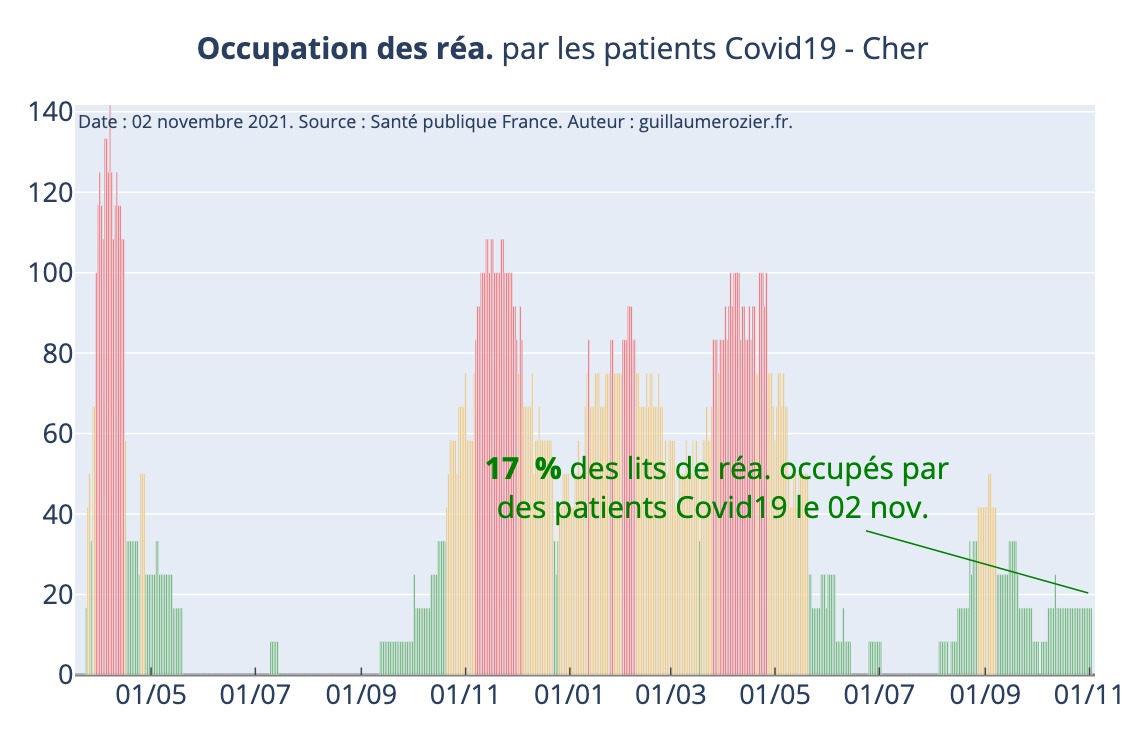 Occupation des réa. par les patients Covid19 - Cher
140
Date : 02 novembre 2021. Source : Santé publique France. Auteur : guillaumerozier.fr.
120
100
80
60
17 % des lits de réa. occupés par
des patients Covid19 le 02 nov.
40
20
0
01/05 01/07 01/09 01/11 01/01 01/03 01/05 01/07 01/09 01/11